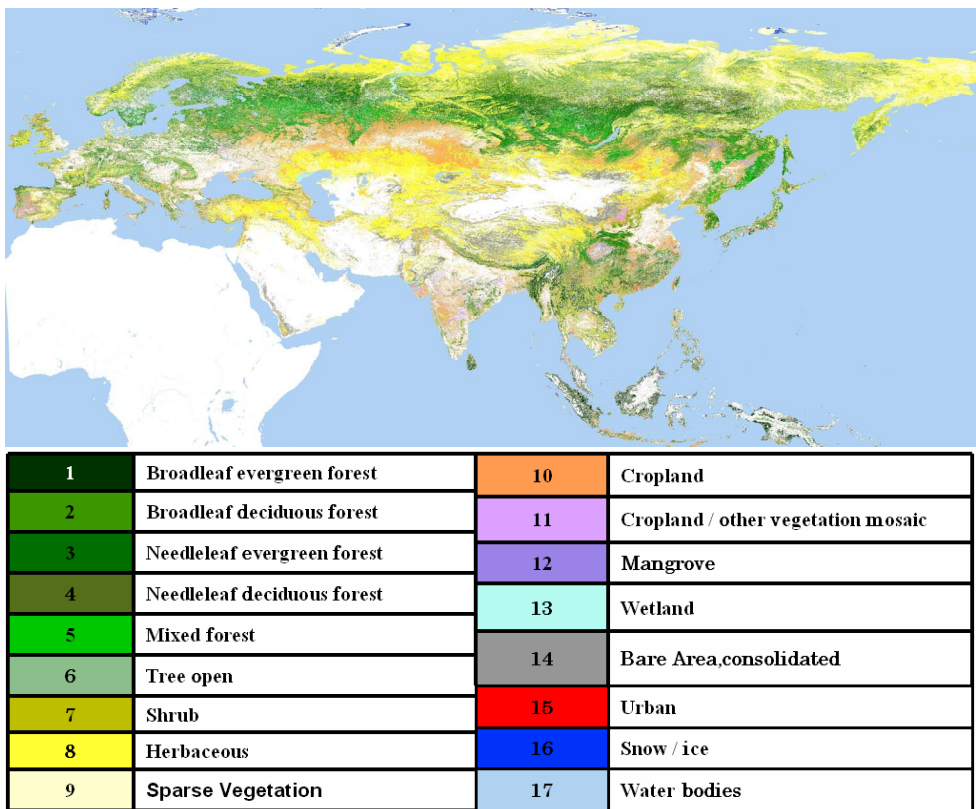 1 Broadleaf evergreen forest
2 Broadleaf deciduous forest
3 Needleleaf evergreen forest
4 Needleleaf deciduous forest
5 Mixed forest
6 Tree open
7 Shrub
8 Herbaceous
9 Sparse Vegetation
10 Cropland
11 Cropland / other vegetation mosaic
12 Mangrove
13 Wetland
14 Bare Area,consolidated
15 Urban
16 Snow / ice
17 Water bodies